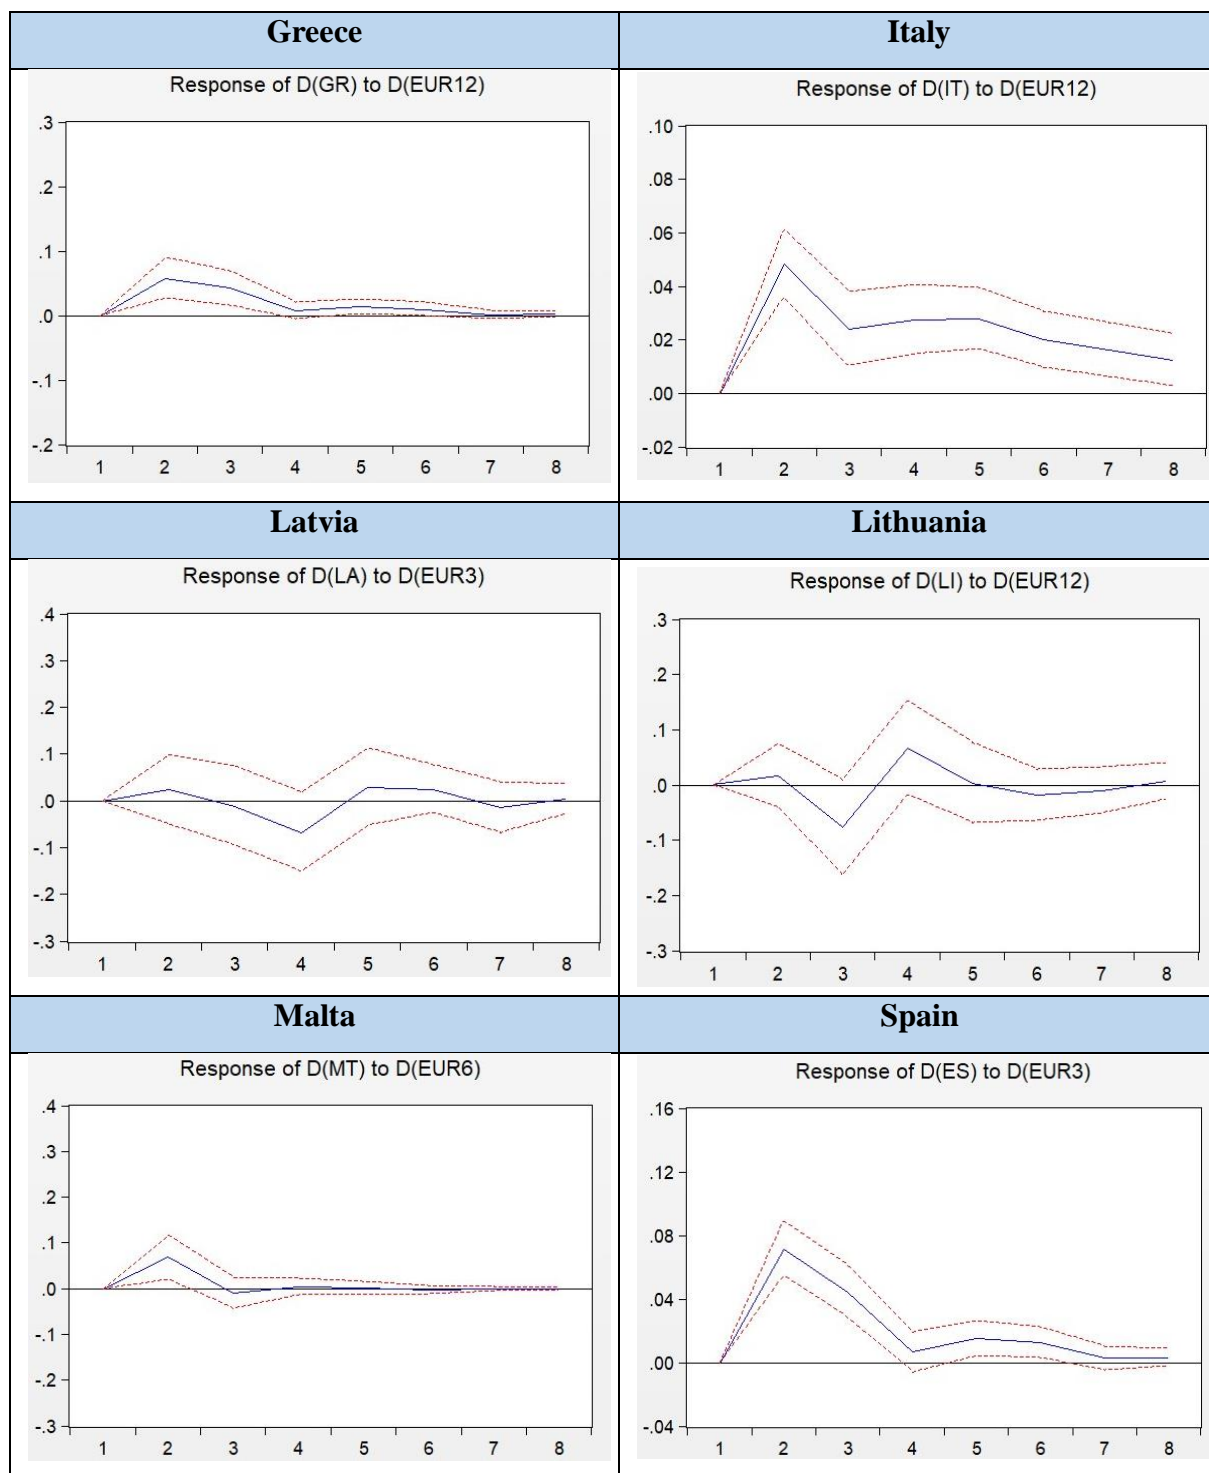 Greece
Italy
Response of D(GR) to D(EUR12)
.3
.2
.1
.0
-.1
-.2
1 2 3 4 5 6 7 8
Response of D(IT) to D(EUR12)
.10
.08
.06
.04
.02
.00
-.02
1 2 3 4 5 6 7 8
Latvia
Lithuania
Response of D(LA) to D(EUR3)
.4
.3
.2
.1
.0
-.1
-.2
-.3
1 2 3 4 5 6 7 8
Response of D(LI) to D(EUR12)
.3
.2
.1
.0
-.1
-.2
-.3
1 2 3 4 5 6 7 8
Malta
Spain
Response of D(MT) to D(EUR6)
.4
.3
.2
.1
.0
-.1
-.2
-.3
1 2 3 4 5 6 7 8
Response of D(ES) to D(EUR3)
.16
.12
.08
.04
.00
-.04
1 2 3 4 5 6 7 8